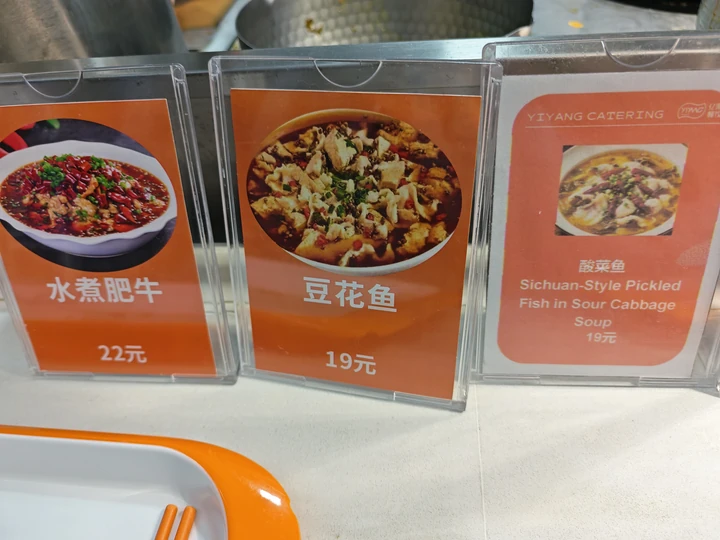 水煮肥牛
22元
豆花鱼
19元
YIYANG CATERING
YIYANG
酸菜鱼
Sichuan-Style Pickled
Fish in Sour Cabbage
Soup
19元